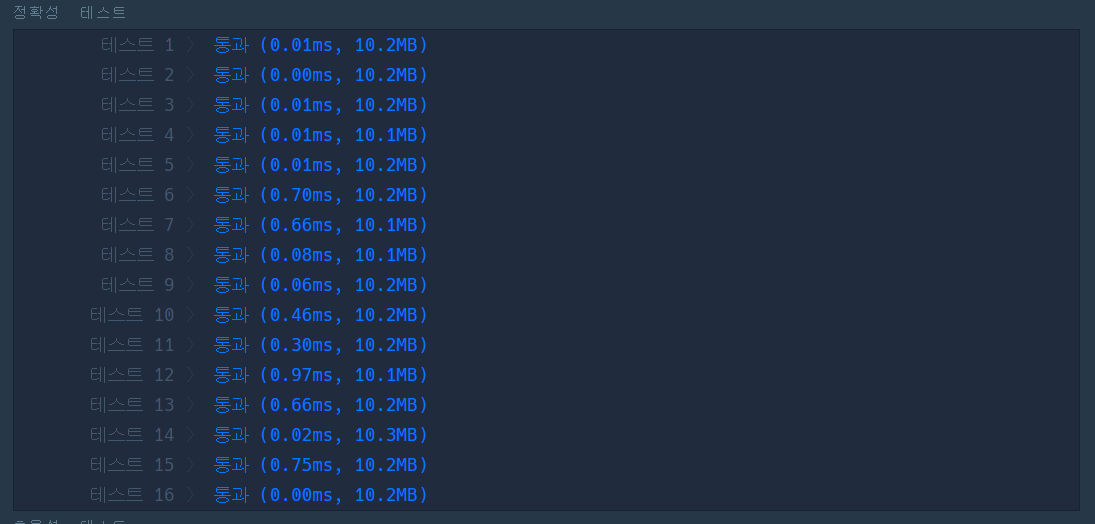 정확성 테스트
테스트 1 〉 통과 (0.01ms, 10.2MB)
테스트 2 〉 통과 (0.00ms, 10.2MB)
테스트 3 〉 통과 (0.01ms, 10.2MB)
테스트 4 〉 통과 (0.01ms, 10.1MB)
테스트 5 〉 통과 (0.01ms, 10.2MB)
테스트 6 〉 통과 (0.70ms, 10.2MB)
테스트 7 〉 통과 (0.66ms, 10.1MB)
테스트 8 〉 통과 (0.08ms, 10.1MB)
테스트 9 〉 통과 (0.06ms, 10.2MB)
테스트 10 〉 통과 (0.46ms, 10.2MB)
테스트 11 〉 통과 (0.30ms, 10.2MB)
테스트 12 〉 통과 (0.97ms, 10.1MB)
테스트 13 〉 통과 (0.66ms, 10.2MB)
테스트 14 〉 통과 (0.02ms, 10.3MB)
테스트 15 〉 통과 (0.75ms, 10.2MB)
테스트 16 〉 통과 (0.00ms, 10.2MB)